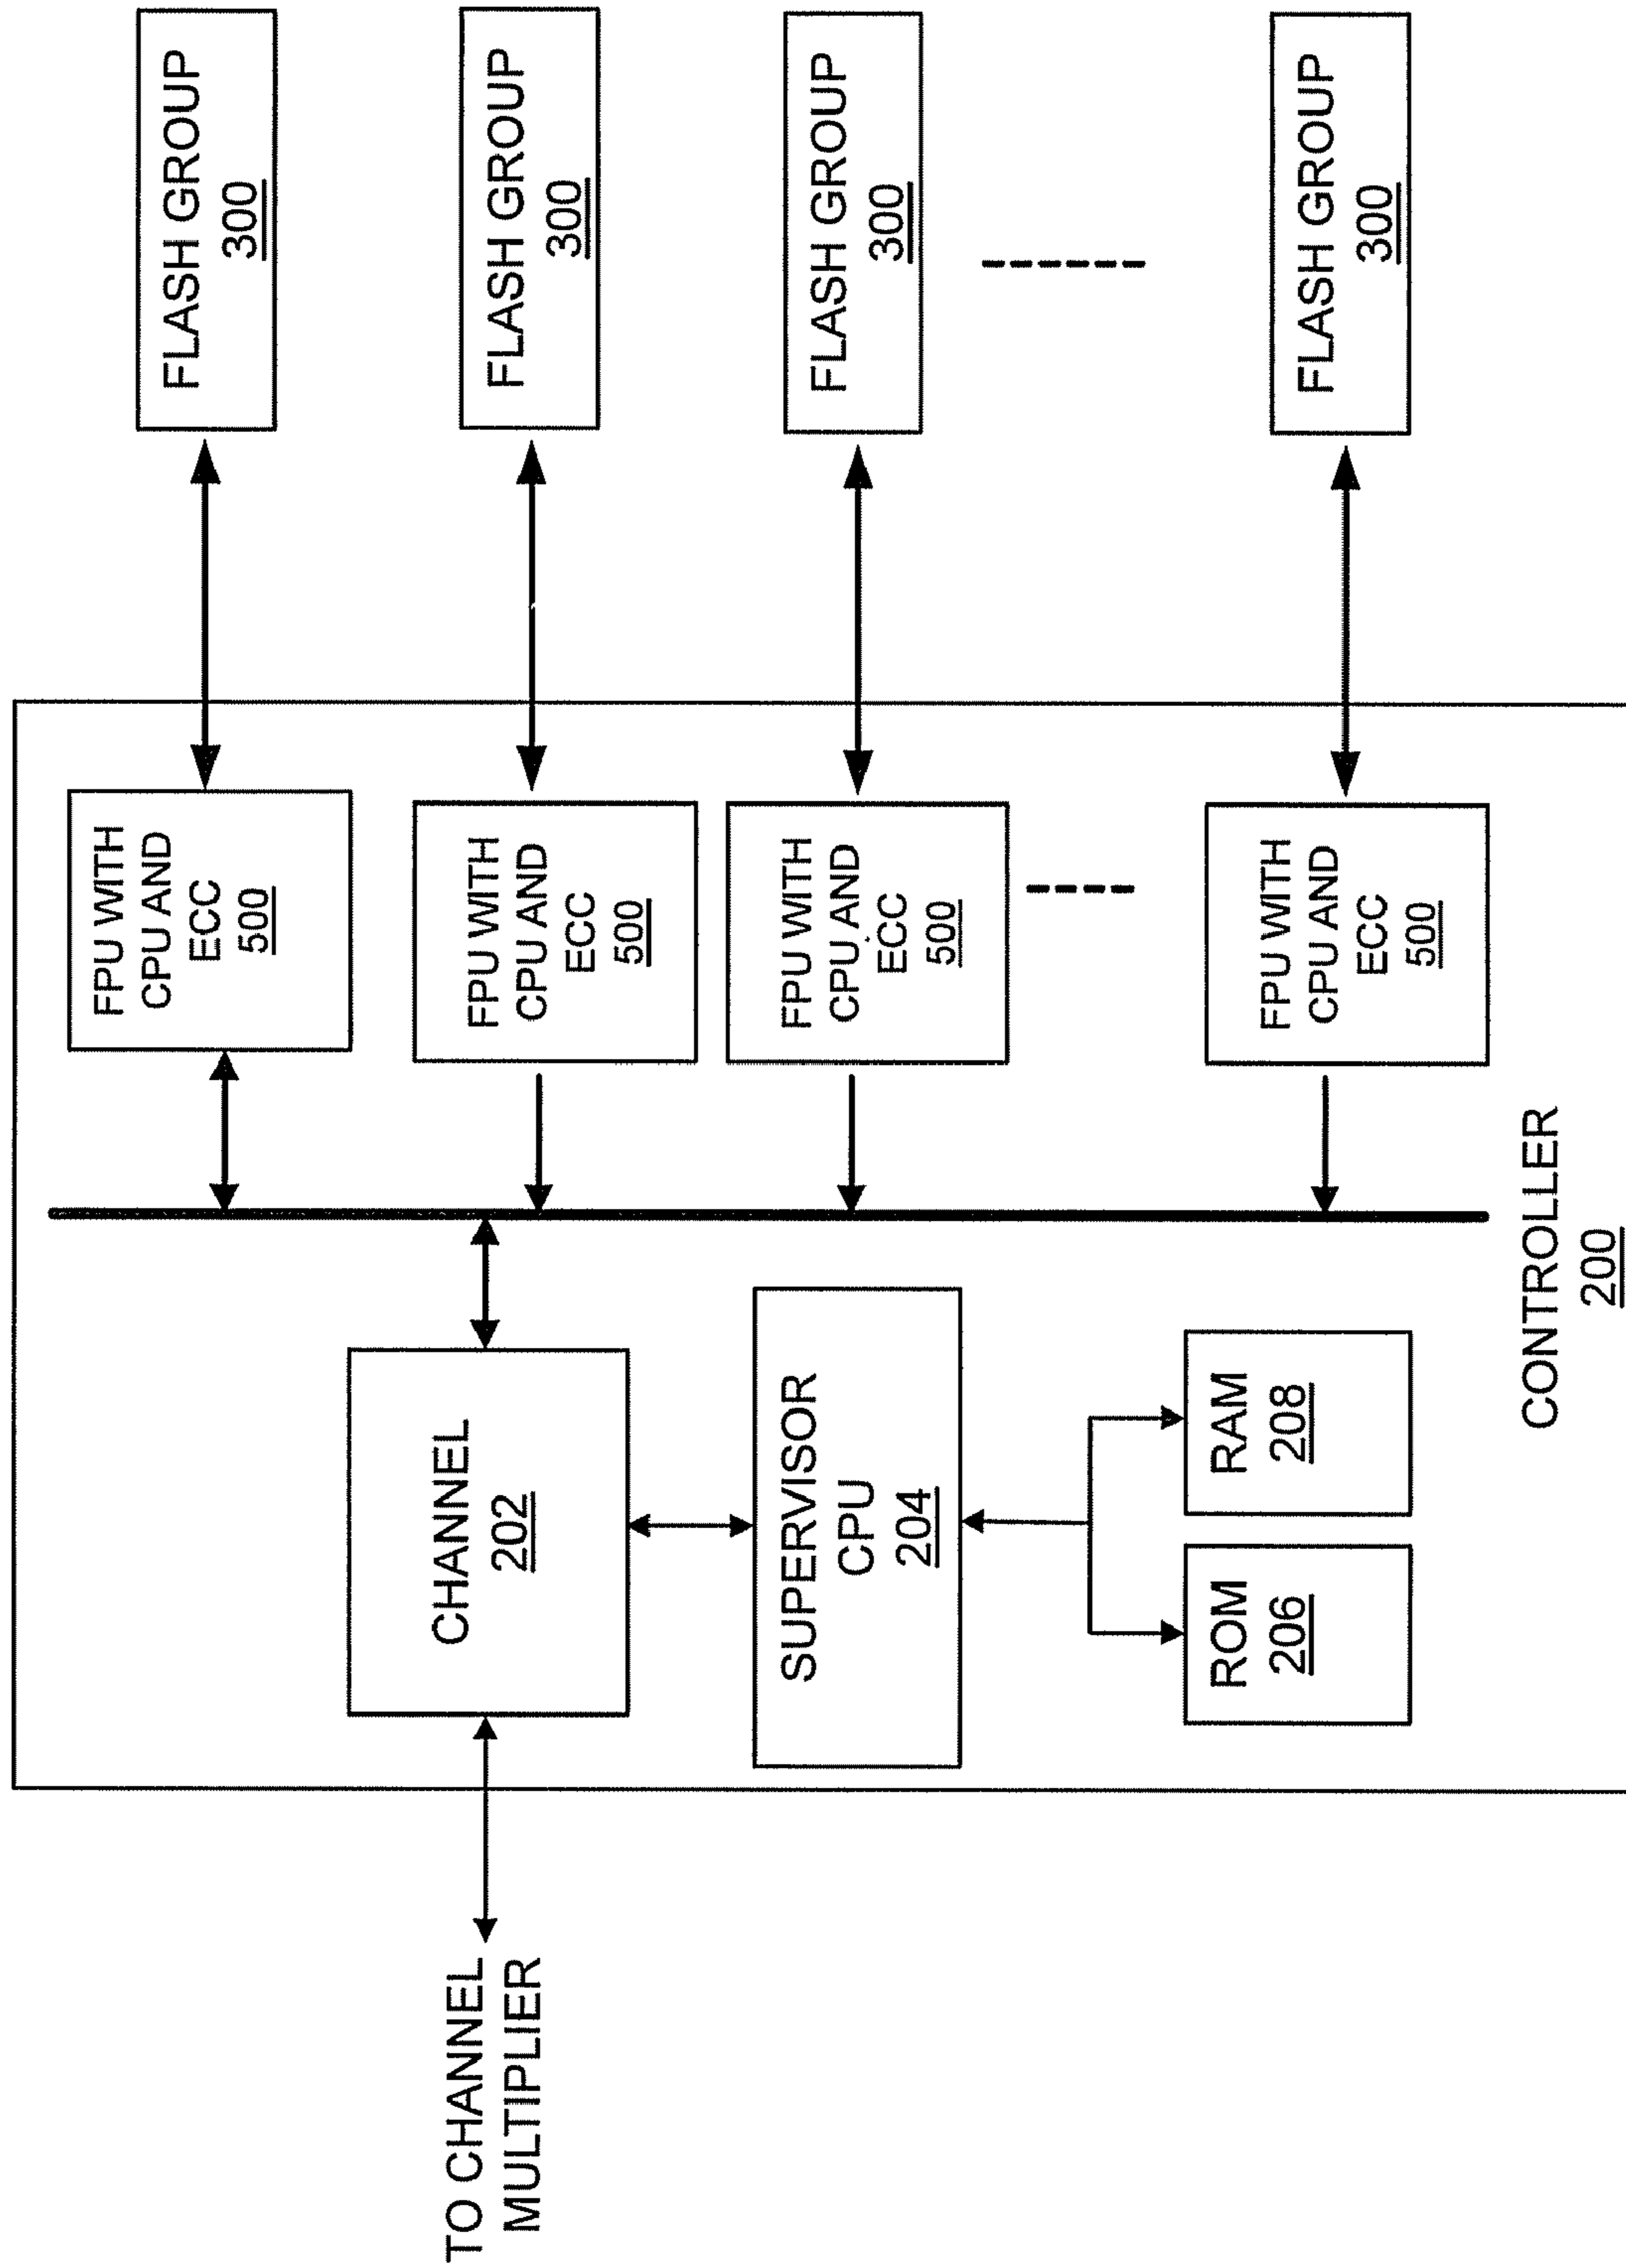 TO CHANNEL
MULTIPLIER
CHANNEL
202
SUPERVISOR
CPU
204
ROM
206
RAM
208
FPU WITH
CPU AND
ECC
500
FPU WITH
CPU AND
ECC
500
FPU WITH
CPU AND
ECC
500
FPU WITH
CPU AND
ECC
500
CONTROLLER
200
FLASH GROUP
300
FLASH GROUP
300
FLASH GROUP
300
FLASH GROUP
300